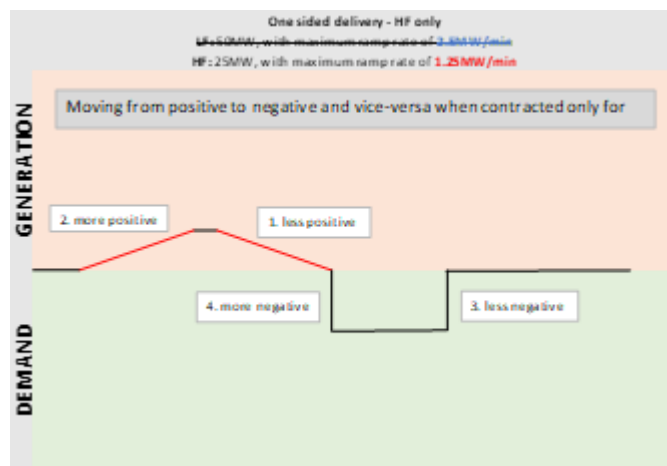 One sided delivery - HF only
LF: 50MW, with maximum ramp rate of 2.5MW/min
HF: 25MW, with maximum ramp rate of 1.25MW/min
GENERATION
Moving from positive to negative and vice-versa when contracted only for
2. more positive
1. less positive
4. more negative
3. less negative
DEMAND